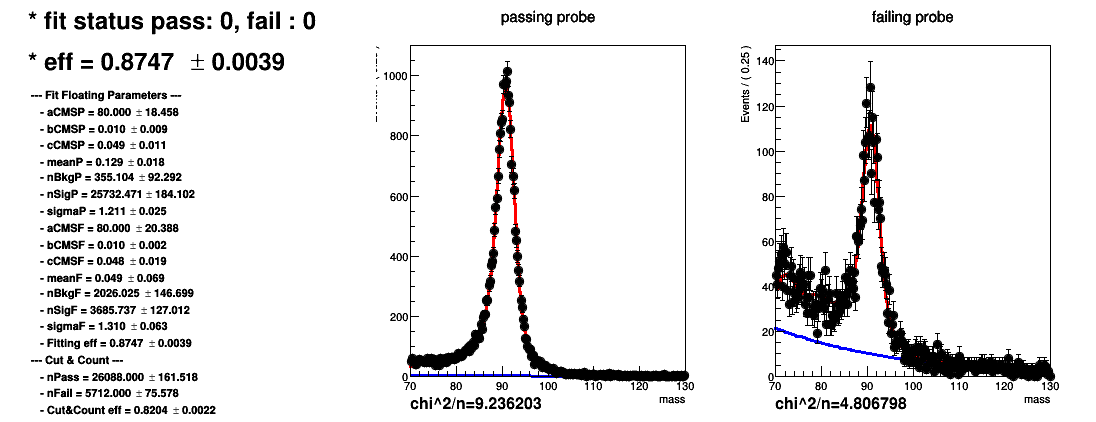 * fit status pass: 0, fail : 0
* eff = 0.8747 ± 0.0039
--- Fit Floating Parameters ---
- aCMSP = 80.000 ± 18.458
- bCMSP = 0.010 ± 0.009
- cCMSP = 0.049 ± 0.011
- meanP = 0.129 ± 0.018
- nBkgP = 355.104 ± 92.292
- nSigP = 25732.471 ± 184.102
- sigmaP = 1.211 ± 0.025
- aCMSF = 80.000 ± 20.388
- bCMSF = 0.010 ± 0.002
- cCMSF = 0.048 ± 0.019
- meanF = 0.049 ± 0.069
- nBkgF = 2026.025 ± 146.699
- nSigF = 3685.737 ± 127.012
- sigmaF = 1.310 ± 0.063
- Fitting eff = 0.8747 ± 0.0039
--- Cut & Count ---
- nPass = 26088.000 ± 161.518
- nFail = 5712.000 ± 75.578
- Cut&Count eff = 0.8204 ± 0.0022
passing probe
1000
800
600
400
200
0
70 80 90 100 110 120 130
mass
chi^2/n=9.236203
failing probe
Events / ( 0.25 )
140
120
100
80
60
40
20
0
70 80 90 100 110 120 130
mass
chi^2/n=4.806798